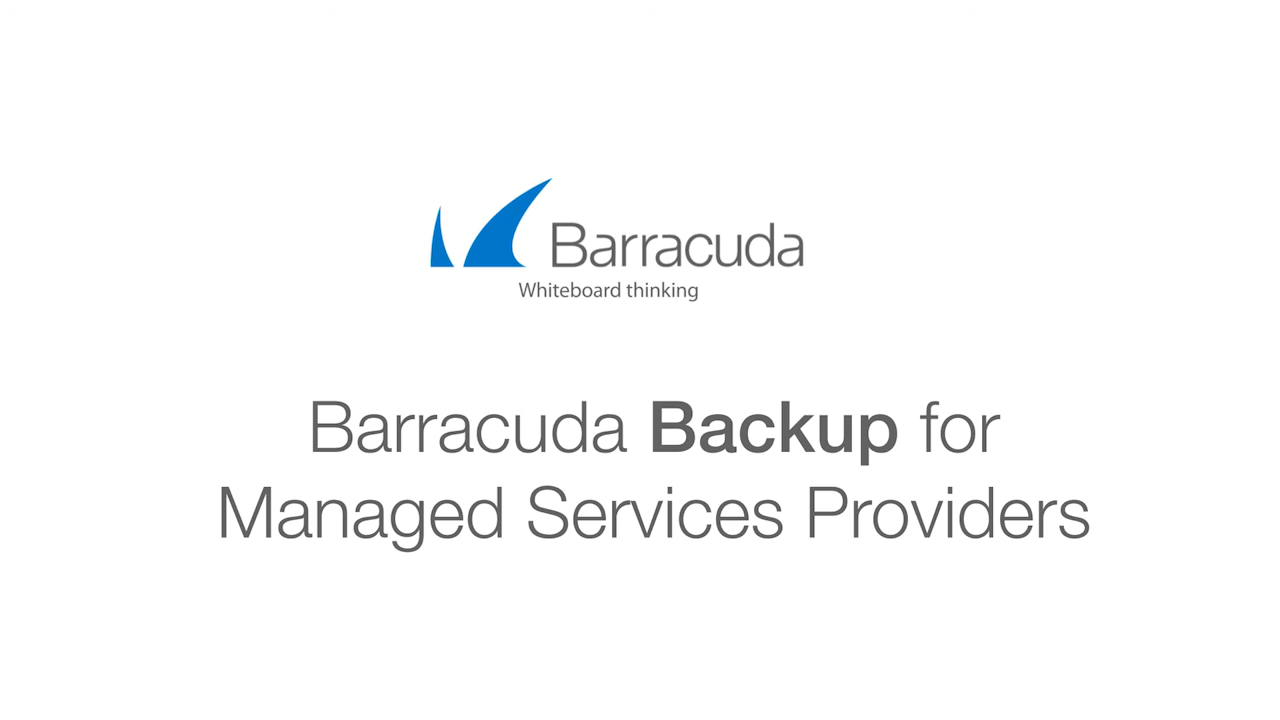 Barracuda
Whiteboard thinking
Barracuda Backup for
Managed Services Providers